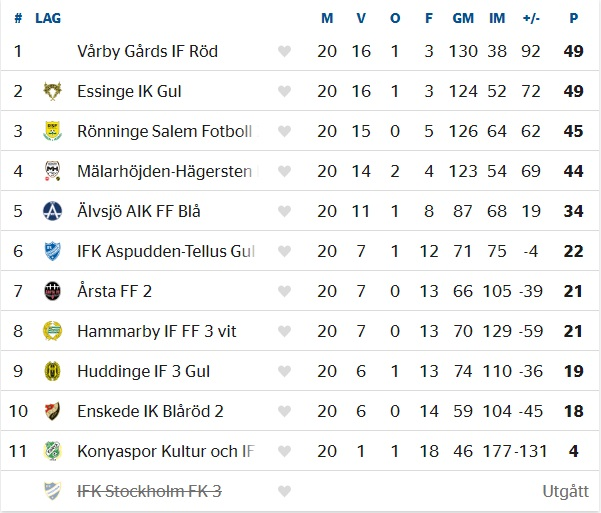 # LAG M V O F GM IM +/- P
1 Vårby Gårds IF Röd 20 16 1 3 130 38 92 49
2 Essinge IK Gul 20 16 1 3 124 52 72 49
3 Rönninge Salem Fotboll 20 15 0 5 126 64 62 45
4 Mälarhöjden-Hägersten 20 14 2 4 123 54 69 44
5 Älvsjö AIK FF Blå 20 11 1 8 87 68 19 34
6 IFK Aspudden-Tellus Gul 20 7 1 12 71 75 -4 22
7 Årsta FF 2 20 7 0 13 66 105 -39 21
8 Hammarby IF FF 3 vit 20 7 0 13 70 129 -59 21
9 Huddinge IF 3 Gul 20 6 1 13 74 110 -36 19
10 Enskede IK Blåröd 2 20 6 0 14 59 104 -45 18
11 Konyaspor Kultur och IF 20 1 1 18 46 177 -131 4
IFK Stockholm FK 3 Utgått